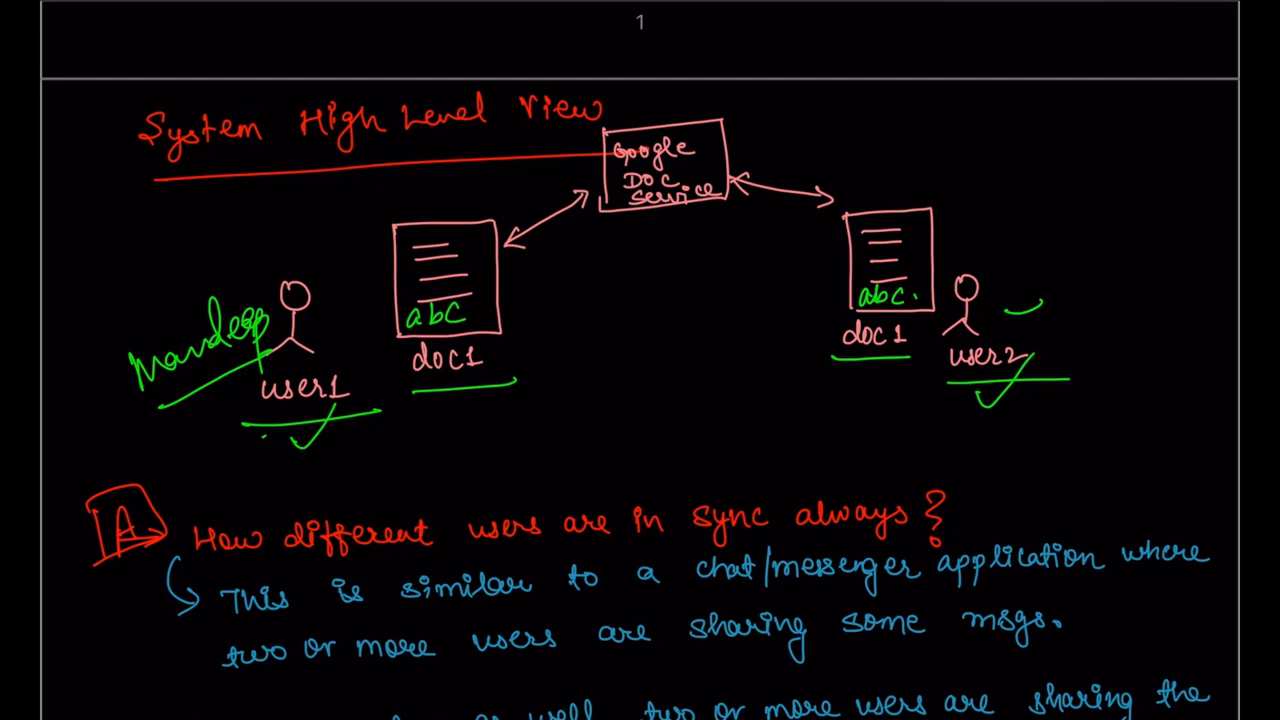 1
System High Level View
Google
Doc
Service
abc
doc1
mandeep
user1
abc.
doc1
user2
A
How different users are in sync always?
This is similar to a chat/messenger application where
two or more users are sharing some msgs.
as well two or more users are sharing the